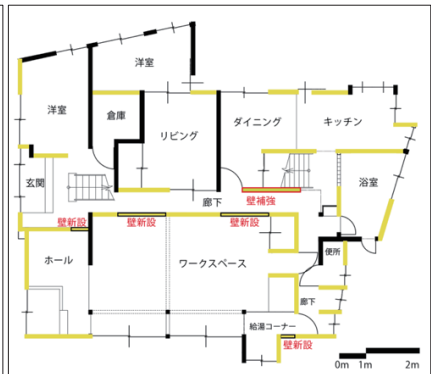 洋室
洋室
倉庫
リビング
ダイニング
キッチン
玄関
浴室
壁補強
廊下
壁新設
壁新設
壁新設
ホール
ワークスペース
便所
廊下
給湯コーナー
壁新設
0m 1m 2m